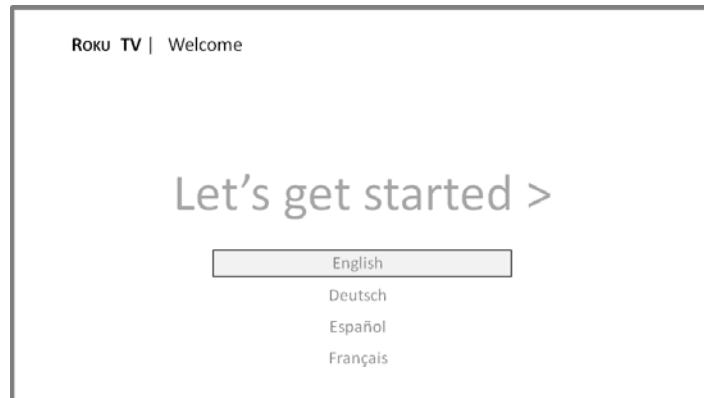 Roku TV | Welcome
Let's get started >
English
Deutsch
Español
Français